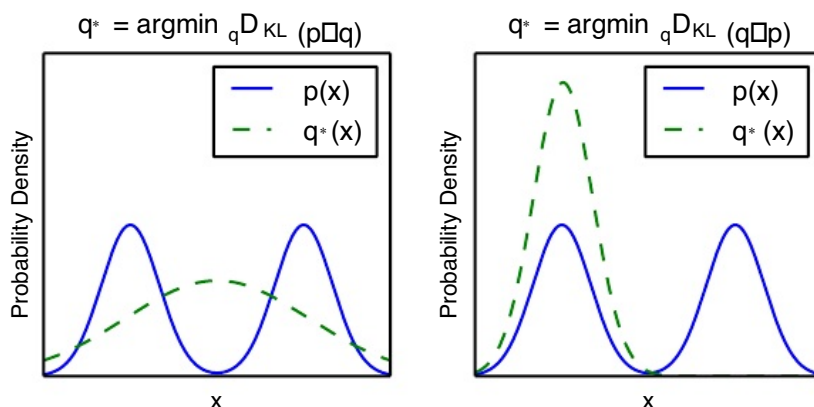 q* = argmin qDKL (p□q)
p(x)
q*(x)
Probability Density
x
q* = argmin qDKL (q□p)
p(x)
q*(x)
Probability Density
x